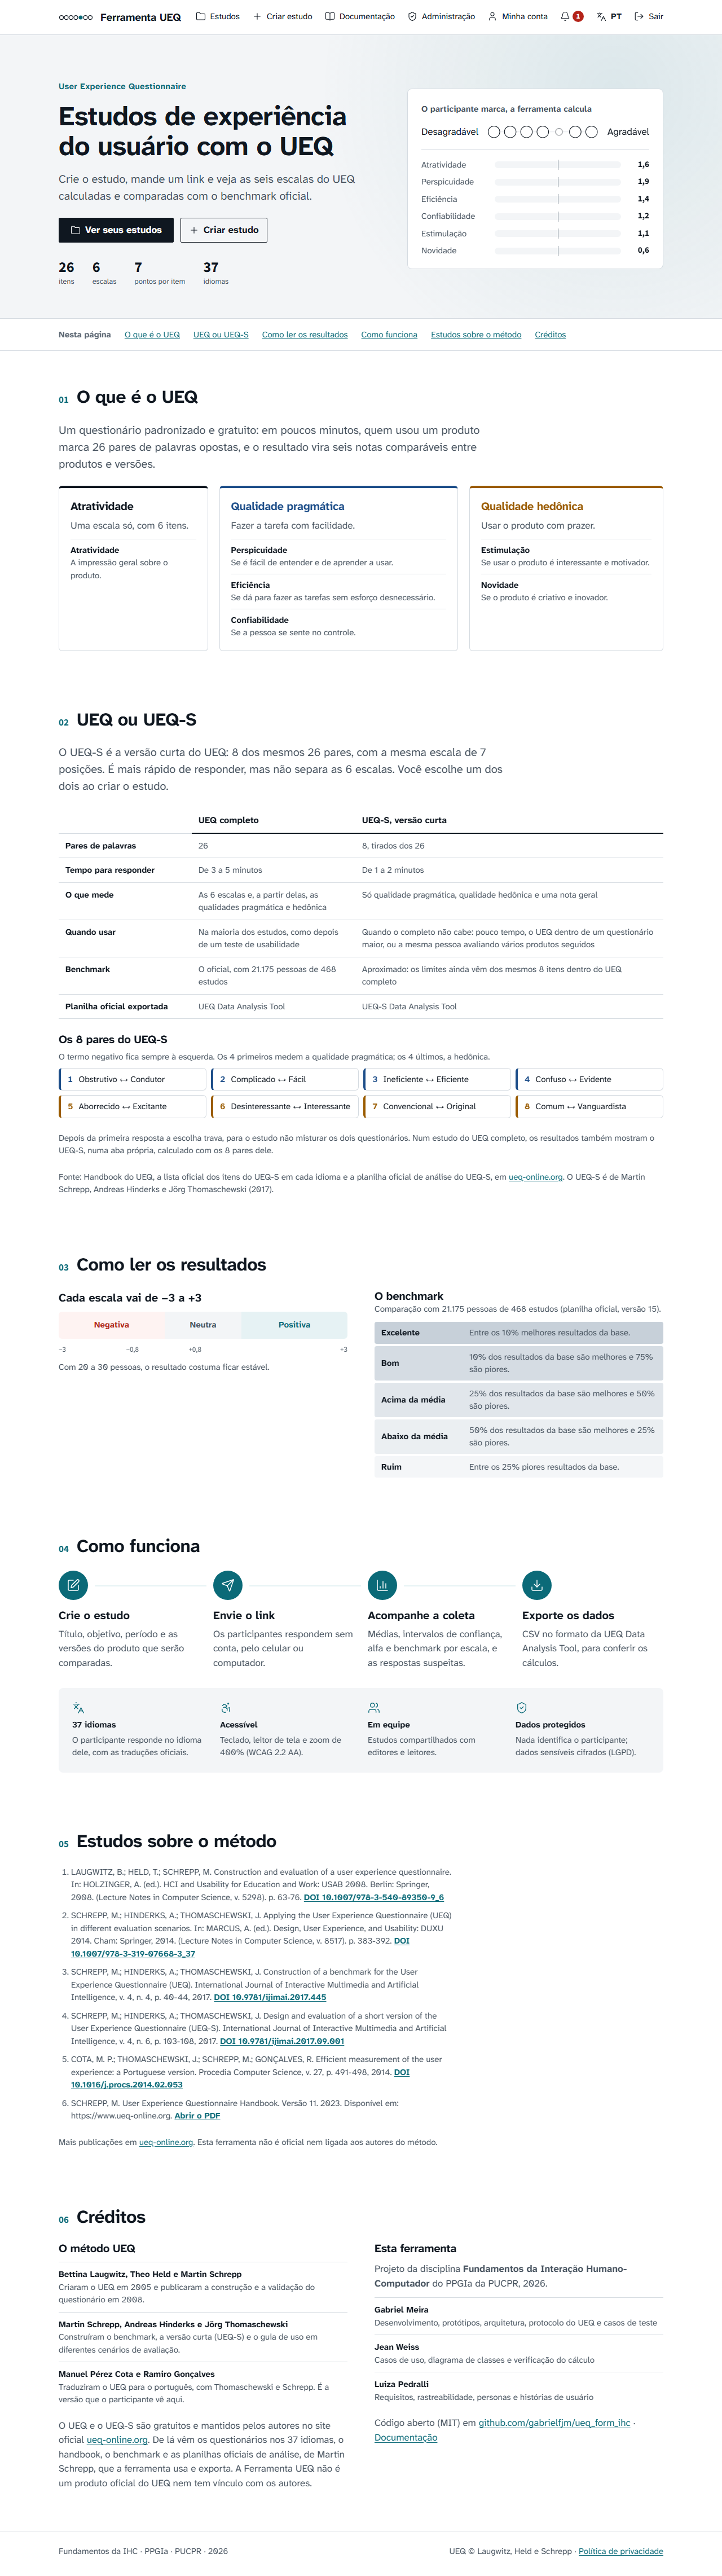 Ferramenta UEQ
Estudos
Criar estudo
Documentação
Administração
Minha conta
1
PT
Sair
User Experience Questionnaire
Estudos de experiência
do usuário com o UEQ
Crie o estudo, mande um link e veja as seis escalas do UEQ
calculadas e comparadas com o benchmark oficial.
Ver seus estudos
Criar estudo
26
itens
6
escalas
7
pontos por item
37
idiomas
O participante marca, a ferramenta calcula
Desagradável
Agradável
Atratividade 1,6
Perspicuidade 1,9
Eficiência 1,4
Confiabilidade 1,2
Estimulação 1,1
Novidade 0,6
Nesta página
O que é o UEQ
UEQ ou UEQ-S
Como ler os resultados
Como funciona
Estudos sobre o método
Créditos
01 O que é o UEQ
Um questionário padronizado e gratuito: em poucos minutos, quem usou um produto
marca 26 pares de palavras opostas, e o resultado vira seis notas comparáveis entre
produtos e versões.
Atratividade
Uma escala só, com 6 itens.
Atratividade
A impressão geral sobre o
produto.
Qualidade pragmática
Fazer a tarefa com facilidade.
Perspicuidade
Se é fácil de entender e de aprender a usar.
Eficiência
Se dá para fazer as tarefas sem esforço desnecessário.
Confiabilidade
Se a pessoa se sente no controle.
Qualidade hedônica
Usar o produto com prazer.
Estimulação
Se usar o produto é interessante e motivador.
Novidade
Se o produto é criativo e inovador.
02 UEQ ou UEQ-S
O UEQ-S é a versão curta do UEQ: 8 dos mesmos 26 pares, com a mesma escala de 7
posições. É mais rápido de responder, mas não separa as 6 escalas. Você escolhe um dos
dois ao criar o estudo.
UEQ completo
UEQ-S, versão curta
Pares de palavras
26
8, tirados dos 26
Tempo para responder
De 3 a 5 minutos
De 1 a 2 minutos
O que mede
As 6 escalas e, a partir delas, as
qualidades pragmática e hedônica
Só qualidade pragmática, qualidade hedônica e uma nota geral
Quando usar
Na maioria dos estudos, como depois
de um teste de usabilidade
Quando o completo não cabe: pouco tempo, o UEQ dentro de um questionário
maior, ou a mesma pessoa avaliando vários produtos seguidos
Benchmark
O oficial, com 21.175 pessoas de 468
estudos
Aproximado: os limites ainda vêm dos mesmos 8 itens dentro do UEQ
completo
Planilha oficial exportada
UEQ Data Analysis Tool
UEQ-S Data Analysis Tool
Os 8 pares do UEQ-S
O termo negativo fica sempre à esquerda. Os 4 primeiros medem a qualidade pragmática; os 4 últimos, a hedônica.
1 Obstrutivo ↔ Condutor
2 Complicado ↔ Fácil
3 Ineficiente ↔ Eficiente
4 Confuso ↔ Evidente
5 Aborrecido ↔ Excitante
6 Desinteressante ↔ Interessante
7 Convencional ↔ Original
8 Comum ↔ Vanguardista
Depois da primeira resposta a escolha trava, para o estudo não misturar os dois questionários. Num estudo do UEQ completo, os resultados também mostram o
UEQ-S, numa aba própria, calculado com os 8 pares dele.
Fonte: Handbook do UEQ, a lista oficial dos itens do UEQ-S em cada idioma e a planilha oficial de análise do UEQ-S, em ueq-online.org. O UEQ-S é de Martin
Schrepp, Andreas Hinderks e Jörg Thomaschewski (2017).
03 Como ler os resultados
Cada escala vai de −3 a +3
Negativa
Neutra
Positiva
−3
−0,8
+0,8
+3
Com 20 a 30 pessoas, o resultado costuma ficar estável.
O benchmark
Comparação com 21.175 pessoas de 468 estudos (planilha oficial, versão 15).
Excelente
Entre os 10% melhores resultados da base.
Bom
10% dos resultados da base são melhores e 75%
são piores.
Acima da média
25% dos resultados da base são melhores e 50%
são piores.
Abaixo da média
50% dos resultados da base são melhores e 25%
são piores.
Ruim
Entre os 25% piores resultados da base.
04 Como funciona
Crie o estudo
Título, objetivo, período e as
versões do produto que serão
comparadas.
Envie o link
Os participantes respondem sem
conta, pelo celular ou
computador.
Acompanhe a coleta
Médias, intervalos de confiança,
alfa e benchmark por escala, e
as respostas suspeitas.
Exporte os dados
CSV no formato da UEQ Data
Analysis Tool, para conferir os
cálculos.
37 idiomas
O participante responde no idioma
dele, com as traduções oficiais.
Acessível
Teclado, leitor de tela e zoom de
400% (WCAG 2.2 AA).
Em equipe
Estudos compartilhados com
editores e leitores.
Dados protegidos
Nada identifica o participante;
dados sensíveis cifrados (LGPD).
05 Estudos sobre o método
1. LAUGWITZ, B.; HELD, T.; SCHREPP, M. Construction and evaluation of a user experience questionnaire.
In: HOLZINGER, A. (ed.). HCI and Usability for Education and Work: USAB 2008. Berlin: Springer,
2008. (Lecture Notes in Computer Science, v. 5298). p. 63-76. DOI 10.1007/978-3-540-89350-9_6
2. SCHREPP, M.; HINDERKS, A.; THOMASCHEWSKI, J. Applying the User Experience Questionnaire (UEQ)
in different evaluation scenarios. In: MARCUS, A. (ed.). Design, User Experience, and Usability: DUXU
2014. Cham: Springer, 2014. (Lecture Notes in Computer Science, v. 8517). p. 383-392. DOI
10.1007/978-3-319-07668-3_37
3. SCHREPP, M.; HINDERKS, A.; THOMASCHEWSKI, J. Construction of a benchmark for the User
Experience Questionnaire (UEQ). International Journal of Interactive Multimedia and Artificial
Intelligence, v. 4, n. 4, p. 40-44, 2017. DOI 10.9781/ijimai.2017.445
4. SCHREPP, M.; HINDERKS, A.; THOMASCHEWSKI, J. Design and evaluation of a short version of the
User Experience Questionnaire (UEQ-S). International Journal of Interactive Multimedia and Artificial
Intelligence, v. 4, n. 6, p. 103-108, 2017. DOI 10.9781/ijimai.2017.09.001
5. COTA, M. P.; THOMASCHEWSKI, J.; SCHREPP, M.; GONÇALVES, R. Efficient measurement of the user
experience: a Portuguese version. Procedia Computer Science, v. 27, p. 491-498, 2014. DOI
10.1016/j.procs.2014.02.053
6. SCHREPP, M. User Experience Questionnaire Handbook. Versão 11. 2023. Disponível em:
https://www.ueq-online.org. Abrir o PDF
Mais publicações em ueq-online.org. Esta ferramenta não é oficial nem ligada aos autores do método.
06 Créditos
O método UEQ
Bettina Laugwitz, Theo Held e Martin Schrepp
Criaram o UEQ em 2005 e publicaram a construção e a validação do
questionário em 2008.
Martin Schrepp, Andreas Hinderks e Jörg Thomaschewski
Construíram o benchmark, a versão curta (UEQ-S) e o guia de uso em
diferentes cenários de avaliação.
Manuel Pérez Cota e Ramiro Gonçalves
Traduziram o UEQ para o português, com Thomaschewski e Schrepp. É a
versão que o participante vê aqui.
O UEQ e o UEQ-S são gratuitos e mantidos pelos autores no site
oficial ueq-online.org. De lá vêm os questionários nos 37 idiomas, o
handbook, o benchmark e as planilhas oficiais de análise, de Martin
Schrepp, que a ferramenta usa e exporta. A Ferramenta UEQ não é
um produto oficial do UEQ nem tem vínculo com os autores.
Esta ferramenta
Projeto da disciplina Fundamentos da Interação Humano-
Computador do PPGIa da PUCPR, 2026.
Gabriel Meira
Desenvolvimento, protótipos, arquitetura, protocolo do UEQ e casos de teste
Jean Weiss
Casos de uso, diagrama de classes e verificação do cálculo
Luiza Pedralli
Requisitos, rastreabilidade, personas e histórias de usuário
Código aberto (MIT) em github.com/gabrielfjm/ueq_form_ihc ·
Documentação
Fundamentos da IHC · PPGIa · PUCPR · 2026
UEQ © Laugwitz, Held e Schrepp · Política de privacidade